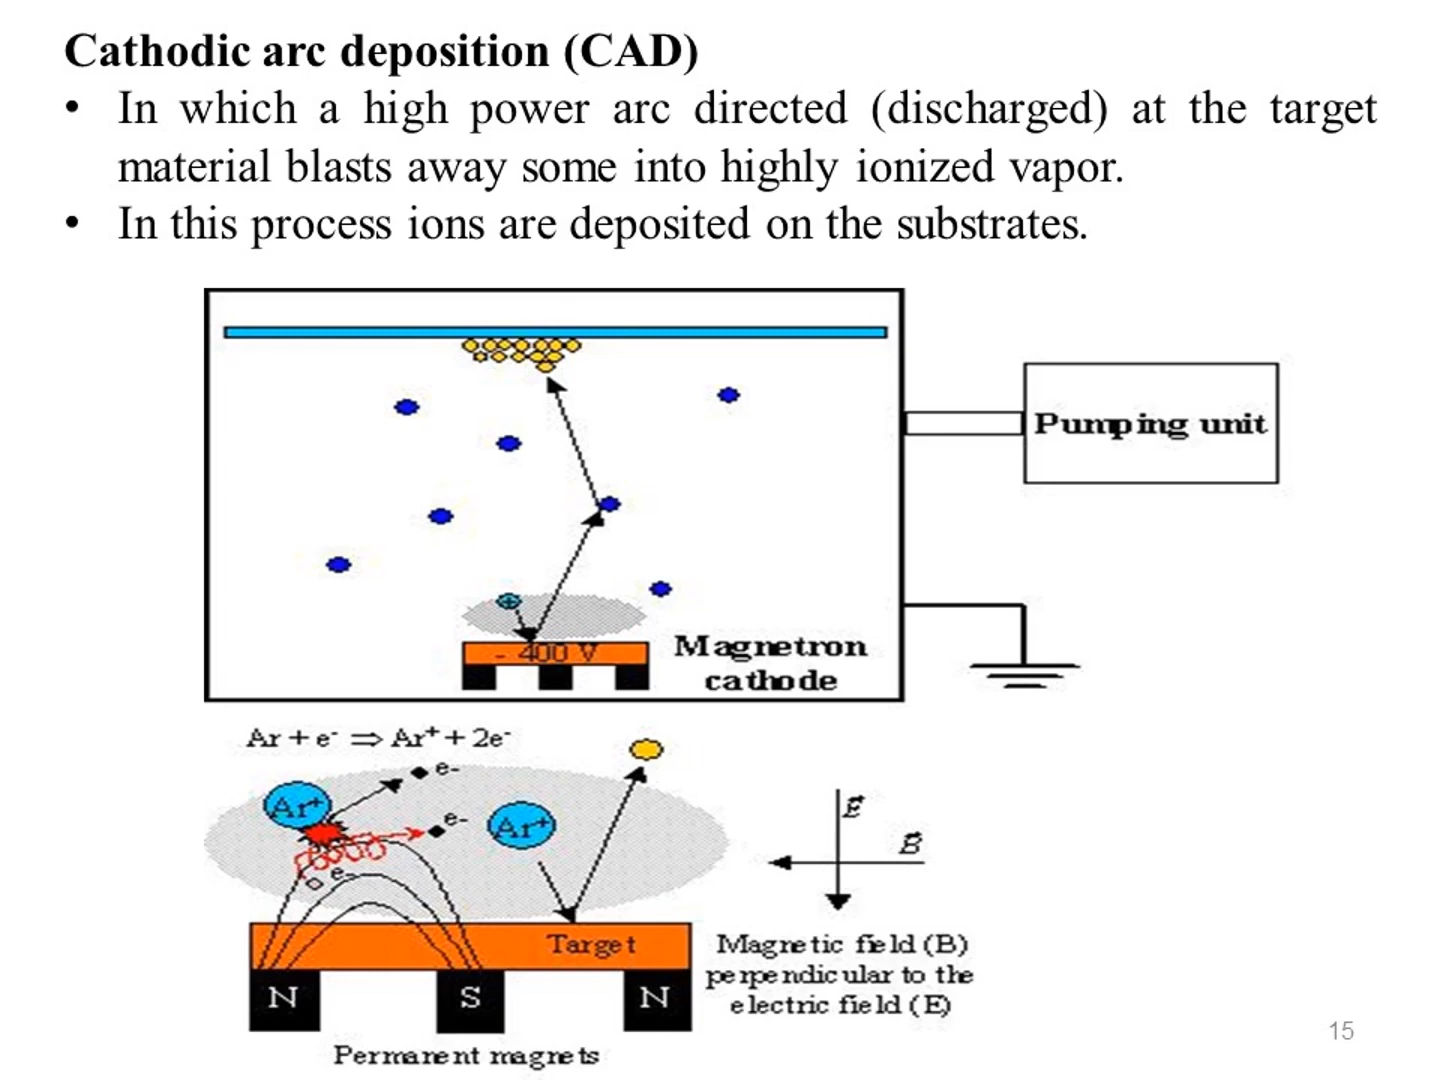 Cathodic arc deposition (CAD)
• In which a high power arc directed (discharged) at the target
material blasts away some into highly ionized vapor.
• In this process ions are deposited on the substrates.
Pumping unit
+
- 400 V
Magnetron
cathode
Ar + e⁻ ⇒ Ar⁺ + 2e⁻
e-
Ar⁺
e-
Ar⁺
e-
E
B
Target
Magnetic field (B)
perpendicular to the
electric field (E)
N S N
Permanent magnets
15